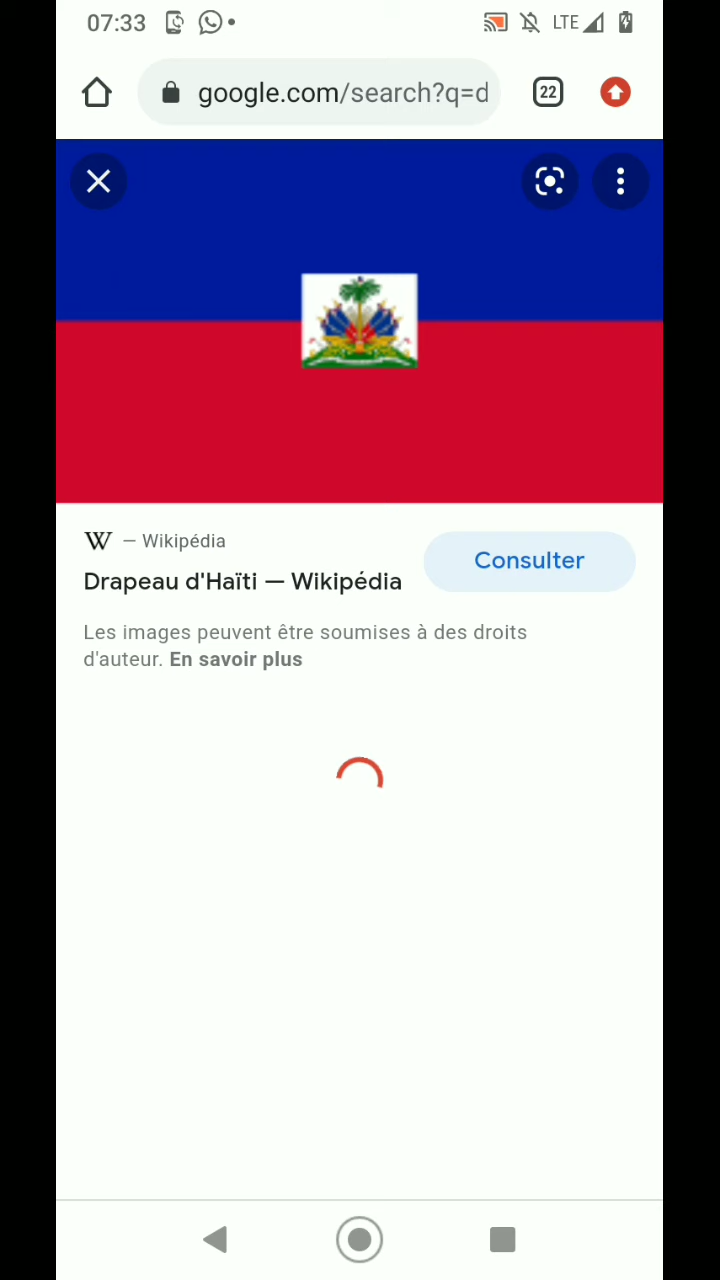 07:33
LTE
google.com/search?q=d
22
W — Wikipédia
Consulter
Drapeau d'Haïti — Wikipédia
Les images peuvent être soumises à des droits
d'auteur. En savoir plus